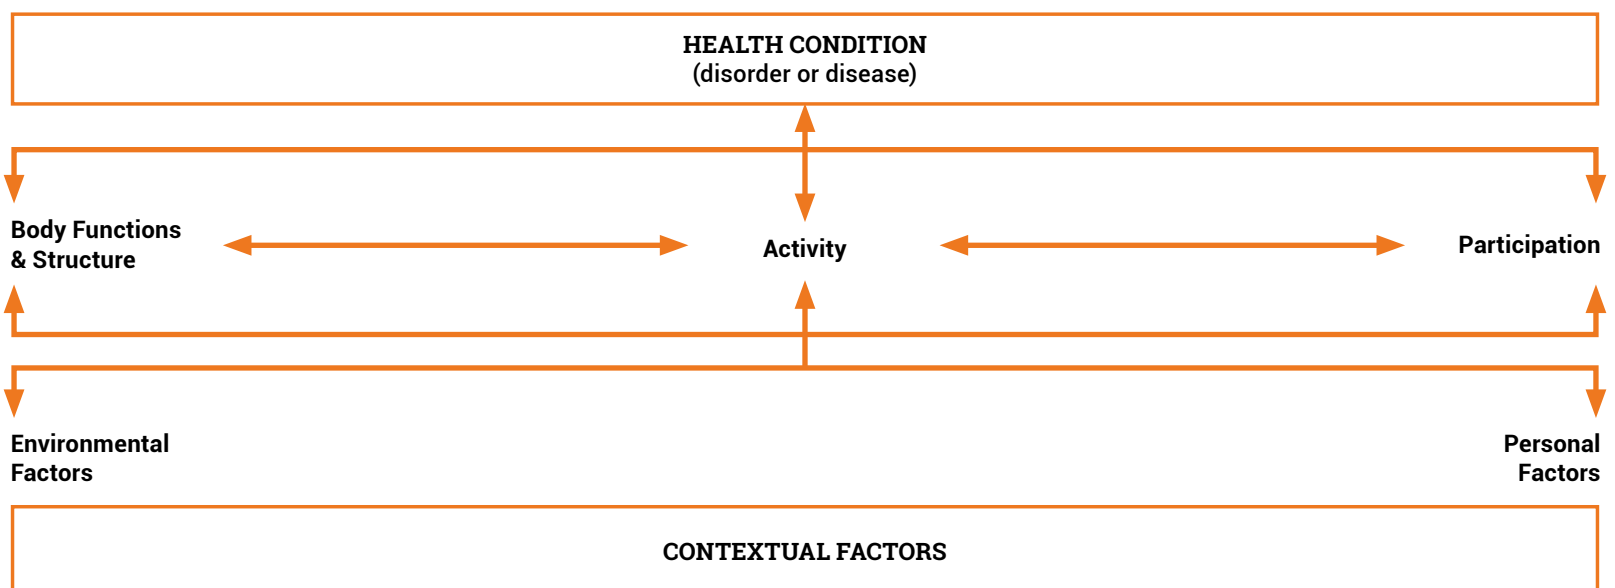 HEALTH CONDITION
(disorder or disease)
Body Functions
& Structure
Activity
Participation
Environmental
Factors
Personal
Factors
CONTEXTUAL FACTORS